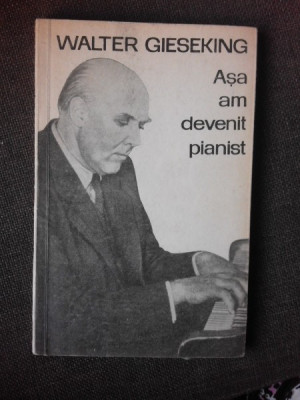 WALTER GIESEKING
Așa
am
devenit
pianist